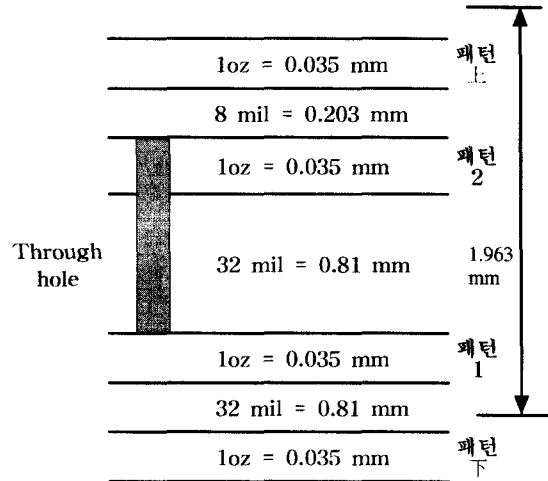 1oz = 0.035 mm
패턴
上
8 mil = 0.203 mm
1oz = 0.035 mm
패턴
2
Through
hole
32 mil = 0.81 mm
1.963
mm
1oz = 0.035 mm
패턴
1
32 mil = 0.81 mm
1oz = 0.035 mm
패턴
下